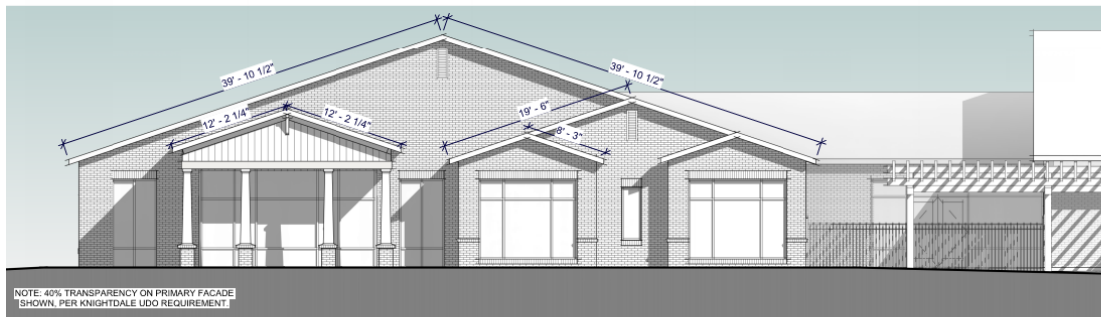 39' - 10 1/2"
39' - 10 1/2"
12' - 2 1/4"
12' - 2 1/4"
19' - 6"
8' - 3"
NOTE: 40% TRANSPARENCY ON PRIMARY FACADE
SHOWN, PER KNIGHTDALE UDO REQUIREMENT.